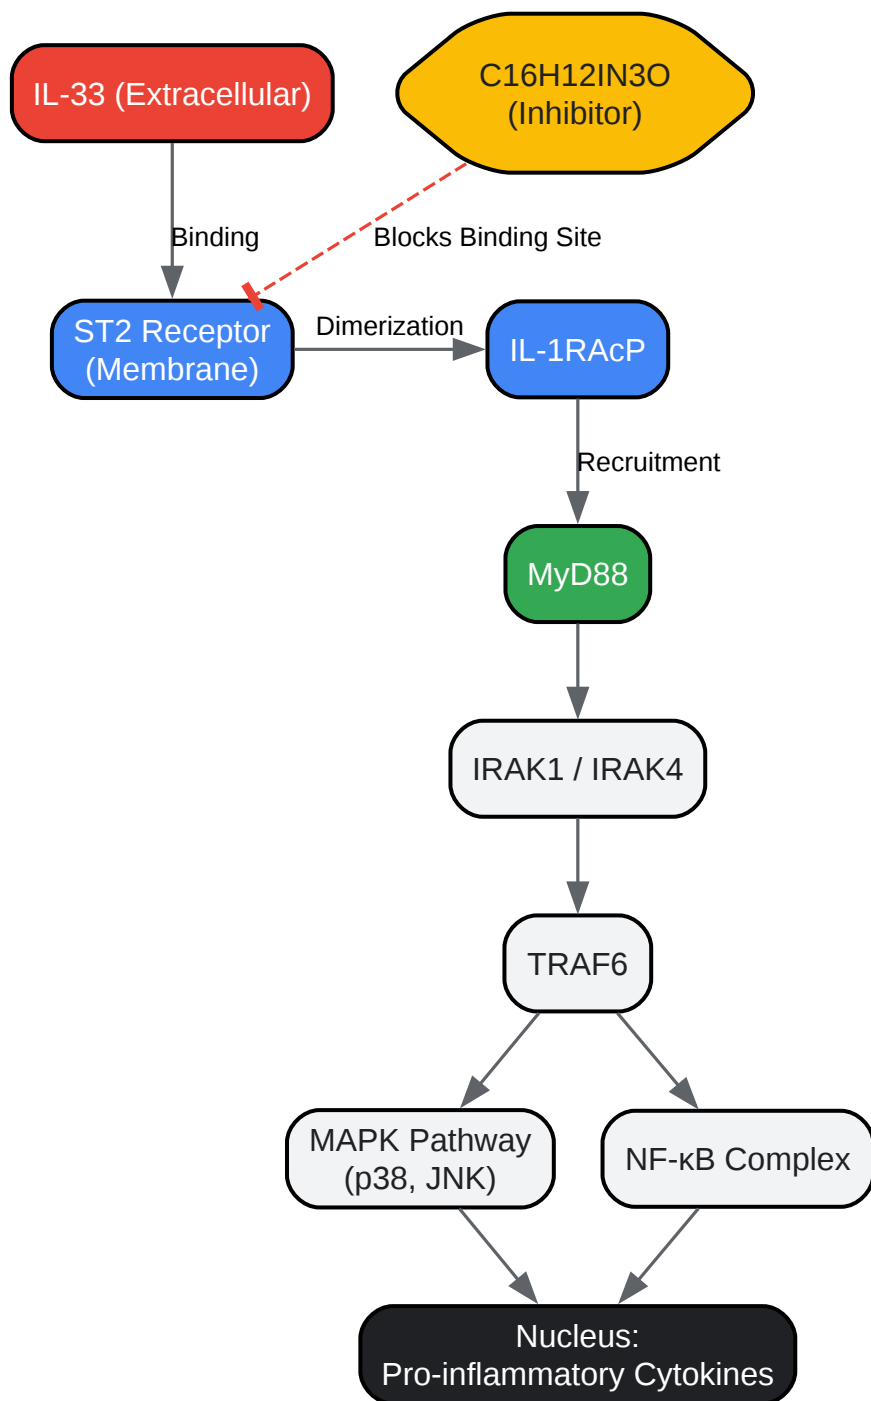 IL-33 (Extracellular)
C16H12IN3O
(Inhibitor)
Binding
Blocks Binding Site
ST2 Receptor
(Membrane)
Dimerization
IL-1RAcP
Recruitment
MyD88
IRAK1 / IRAK4
TRAF6
MAPK Pathway
(p38, JNK)
NF-κB Complex
Nucleus:
Pro-inflammatory Cytokines